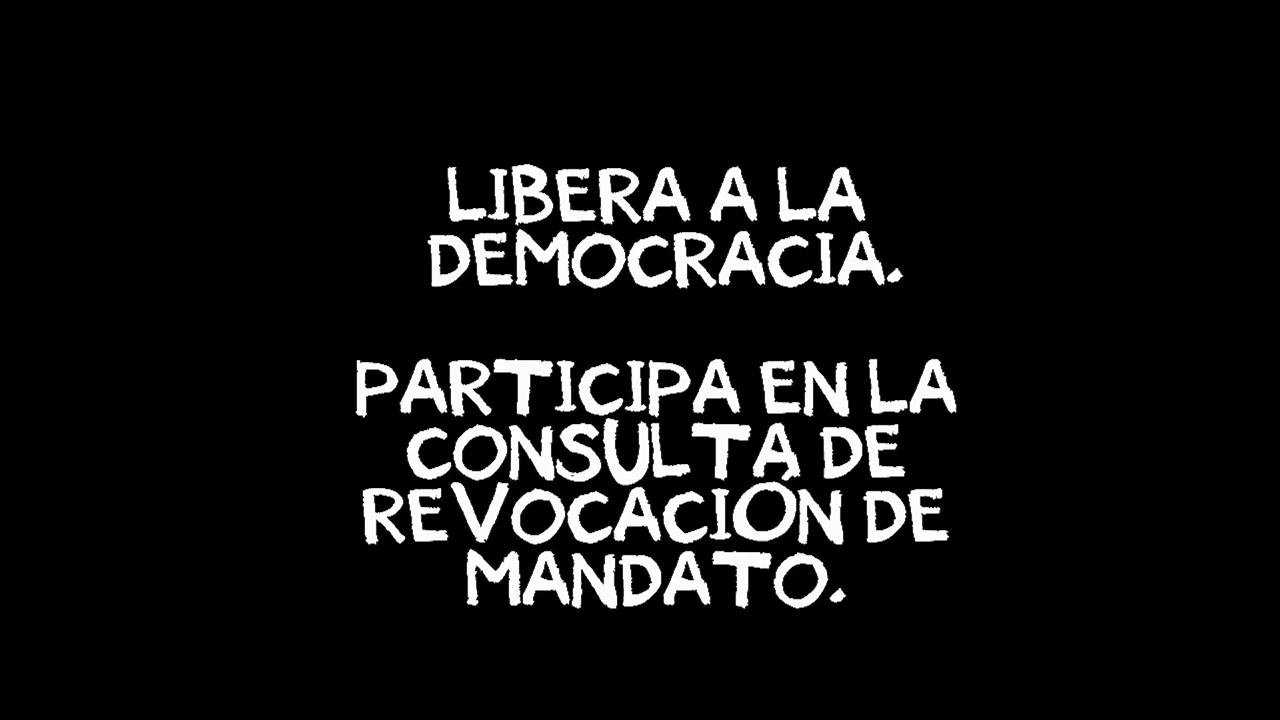 LIBERA A LA
DEMOCRACIA.
PARTICIPA EN LA
CONSULTA DE
REVOCACIÓN DE
MANDATO.